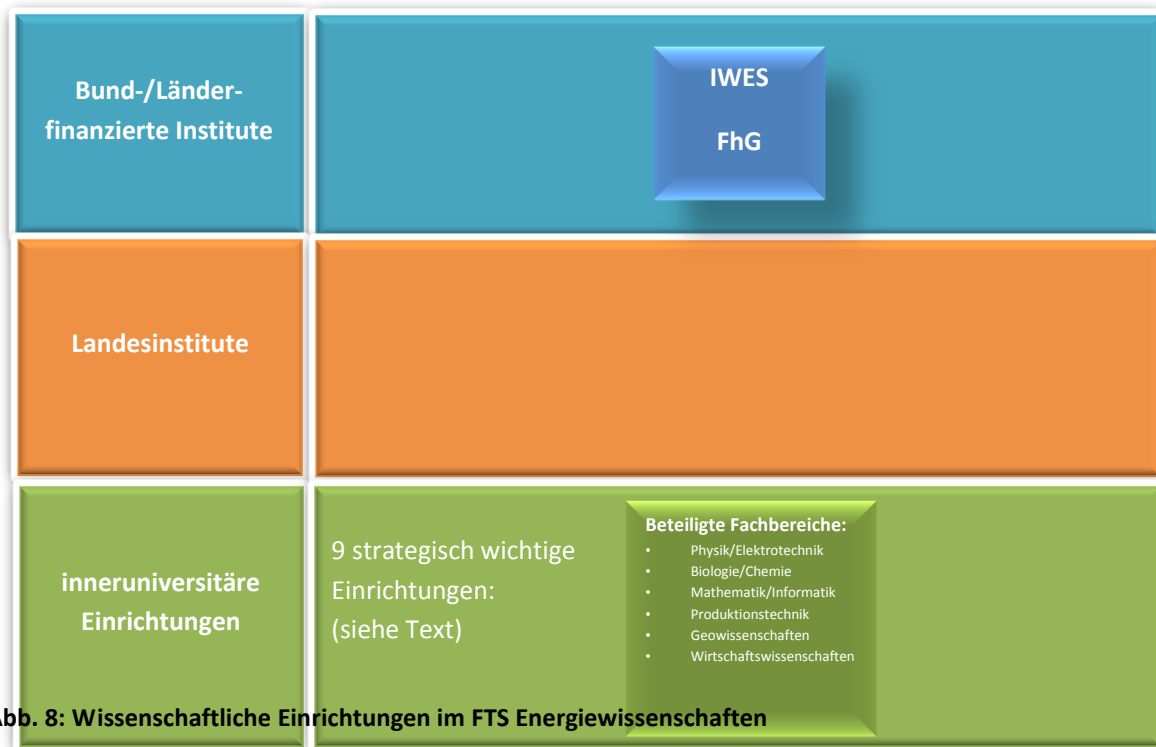 Bund-/Länder-
finanzierte Institute
IWES
FhG
Landesinstitute
inneruniversitäre
Einrichtungen
9 strategisch wichtige
Einrichtungen:
(siehe Text)
Beteiligte Fachbereiche:
• Physik/Elektrotechnik
• Biologie/Chemie
• Mathematik/Informatik
• Produktionstechnik
• Geowissenschaften
• Wirtschaftswissenschaften
Abb. 8: Wissenschaftliche Einrichtungen im FTS Energiewissenschaften